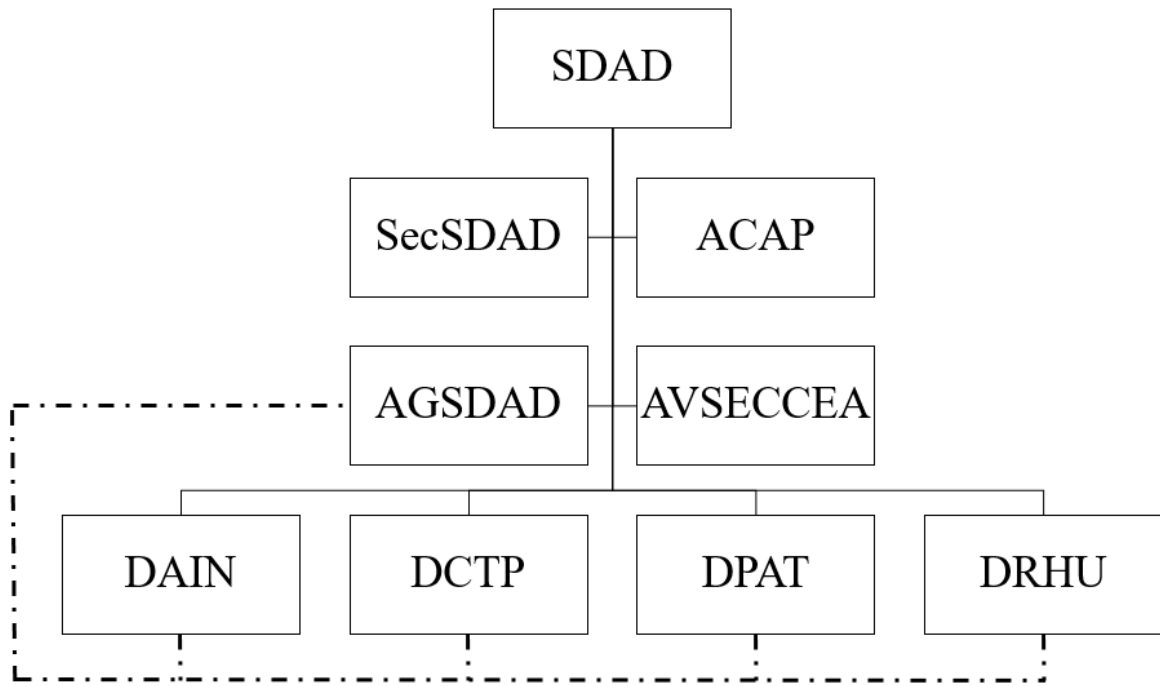 SDAD
SecSDAD
ACAP
AGSDAD
AVSECCEA
DAIN
DCTP
DPAT
DRHU